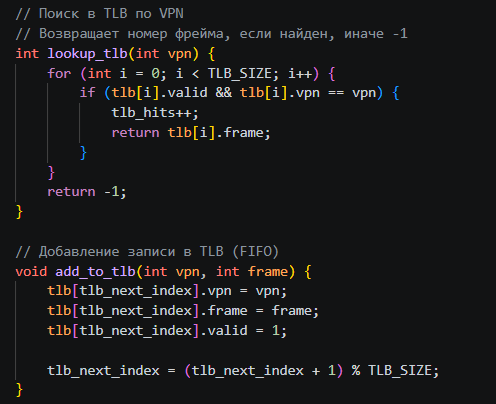 // Поиск в TLB по VPN
// Возвращает номер фрейма, если найден, иначе -1
int lookup_tlb(int vpn) {
    for (int i = 0; i < TLB_SIZE; i++) {
        if (tlb[i].valid && tlb[i].vpn == vpn) {
            tlb_hits++;
            return tlb[i].frame;
        }
    }
    return -1;
}

// Добавление записи в TLB (FIFO)
void add_to_tlb(int vpn, int frame) {
    tlb[tlb_next_index].vpn = vpn;
    tlb[tlb_next_index].frame = frame;
    tlb[tlb_next_index].valid = 1;

    tlb_next_index = (tlb_next_index + 1) % TLB_SIZE;
}